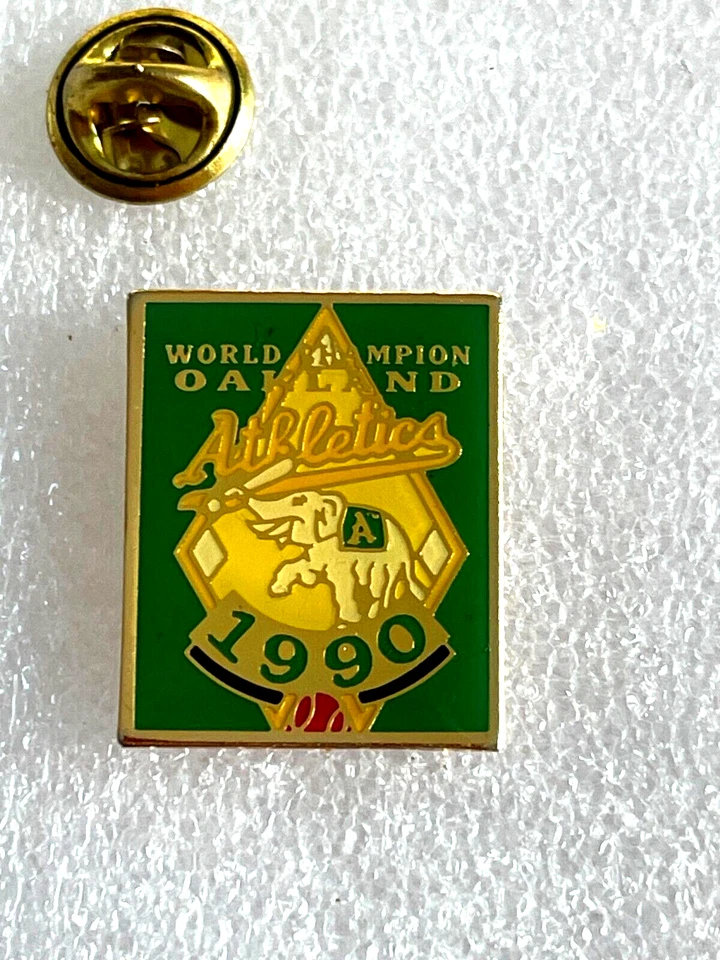 WORLD CHAMPION
OAKLAND
Athletics
A
1990